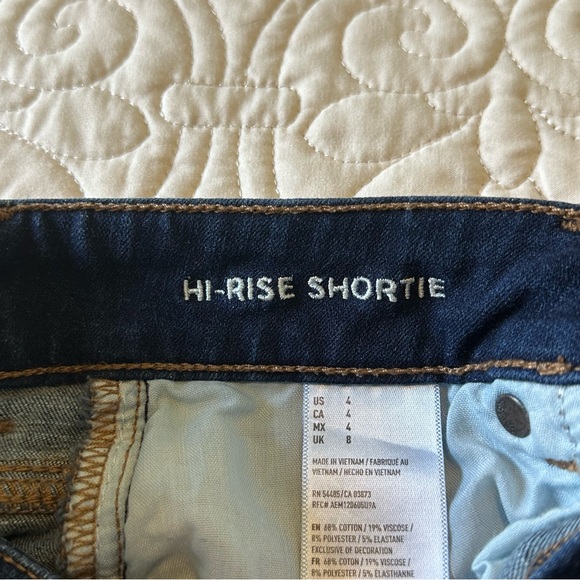 HI-RISE SHORTIE
US 4
CA 4
MX 4
UK 8
MADE IN VIETNAM / FABRIQUÉ AU
VIETNAM / HECHO EN VIETNAM
RN 54485/CA 03873
RFC# AEM120605U9A
EN 68% COTTON / 19% VISCOSE /
8% POLYESTER / 5% ELASTANE
EXCLUSIVE OF DECORATION
FR 68% COTON / 19% VISCOSE /
8% POLYESTER / 5% ÉLASTHANNE